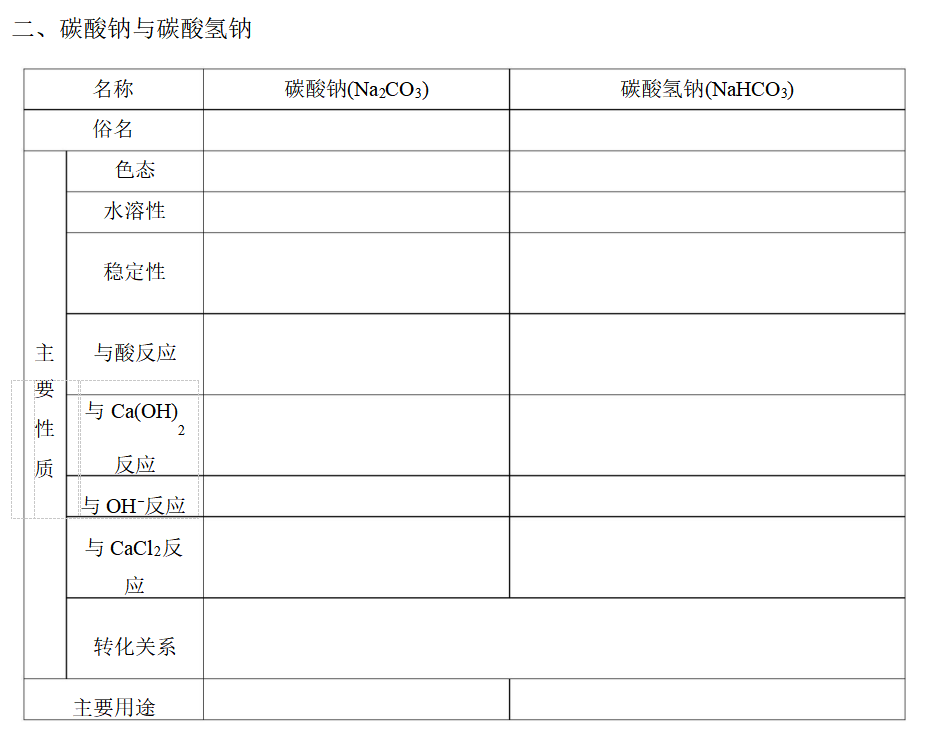 二、碳酸钠与碳酸氢钠
名称 碳酸钠(Na₂CO₃) 碳酸氢钠(NaHCO₃)
俗名
主要性质
色态
水溶性
稳定性
与酸反应
与 Ca(OH)₂
反应
与 OH⁻反应
与 CaCl₂反
应
转化关系
主要用途